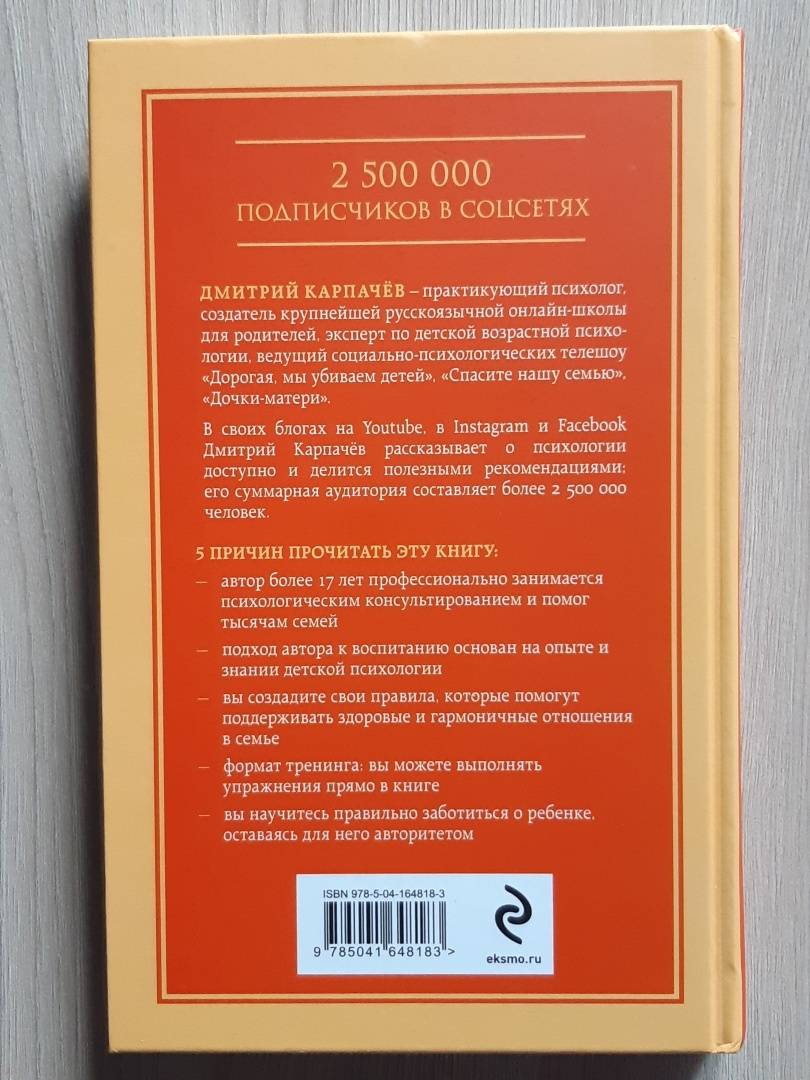 2 500 000
ПОДПИСЧИКОВ В СОЦСЕТЯХ
ДМИТРИЙ КАРПАЧЁВ – практикующий психолог,
создатель крупнейшей русскоязычной онлайн-школы
для родителей, эксперт по детской возрастной психо-
логии, ведущий социально-психологических телешоу
«Дорогая, мы убиваем детей», «Спасите нашу семью»,
«Дочки-матери».
В своих блогах на Youtube, в Instagram и Facebook
Дмитрий Карпачёв рассказывает о психологии
доступно и делится полезными рекомендациями;
его суммарная аудитория составляет более 2 500 000
человек.
5 ПРИЧИН ПРОЧИТАТЬ ЭТУ КНИГУ:
— автор более 17 лет профессионально занимается
психологическим консультированием и помог
тысячам семей
— подход автора к воспитанию основан на опыте и
знании детской психологии
— вы создадите свои правила, которые помогут
поддерживать здоровые и гармоничные отношения
в семье
— формат тренинга: вы можете выполнять
упражнения прямо в книге
— вы научитесь правильно заботиться о ребенке,
оставаясь для него авторитетом
ISBN 978-5-04-164818-3
9 785041 648183>
eksmo.ru